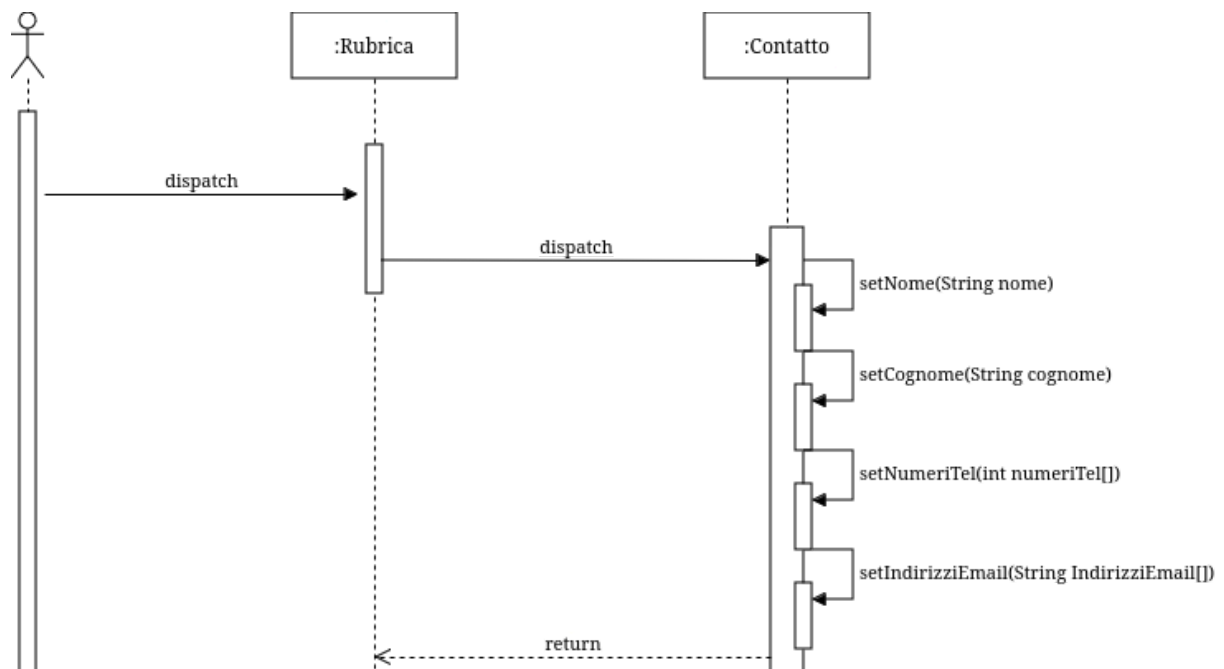 :Rubrica
:Contatto
dispatch
dispatch
setNome(String nome)
setCognome(String cognome)
setNumeriTel(int numeriTel[])
setIndirizziEmail(String IndirizziEmail[])
return